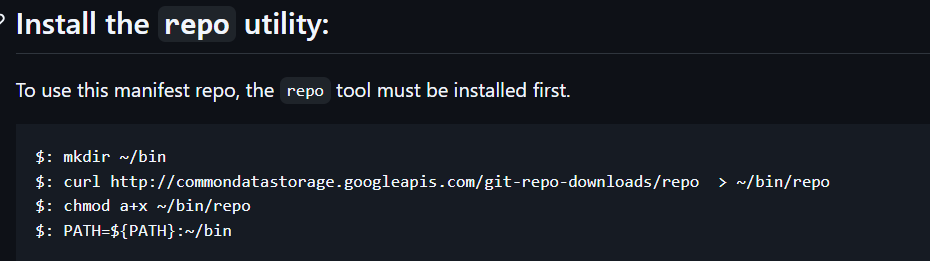 Install the repo utility:
To use this manifest repo, the repo tool must be installed first.
$: mkdir ~/bin
$: curl http://commondatastorage.googleapis.com/git-repo-downloads/repo  > ~/bin/repo
$: chmod a+x ~/bin/repo
$: PATH=${PATH}:~/bin